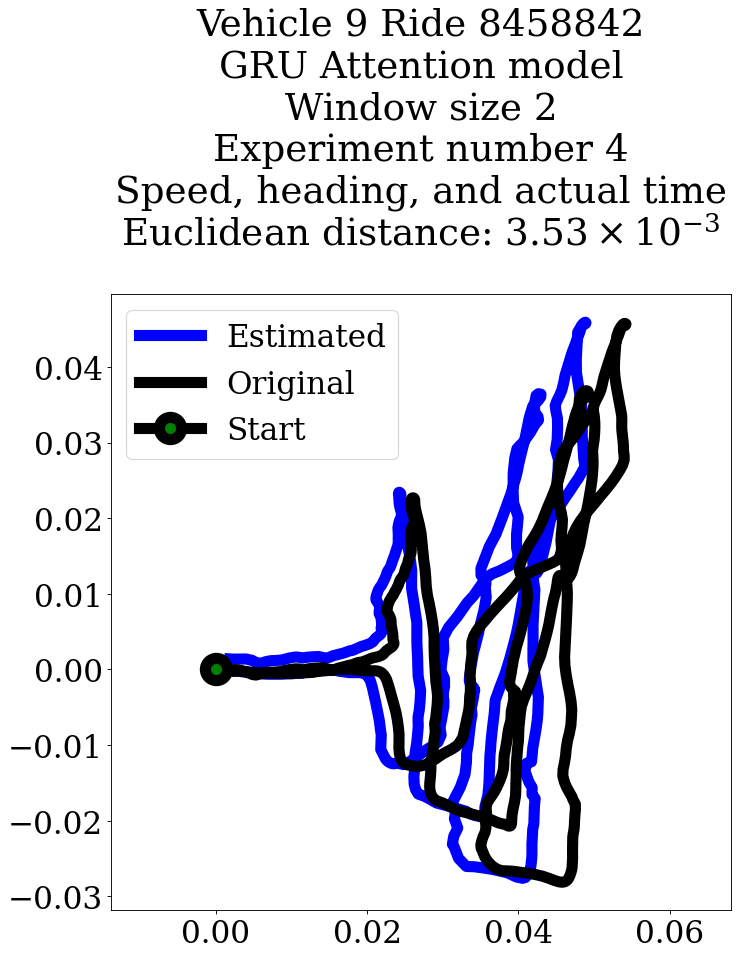 Vehicle 9 Ride 8458842
GRU Attention model
Window size 2
Experiment number 4
Speed, heading, and actual time
Euclidean distance: 3.53 × 10⁻³
Estimated
Original
Start
0.04
0.03
0.02
0.01
0.00
−0.01
−0.02
−0.03
0.00 0.02 0.04 0.06